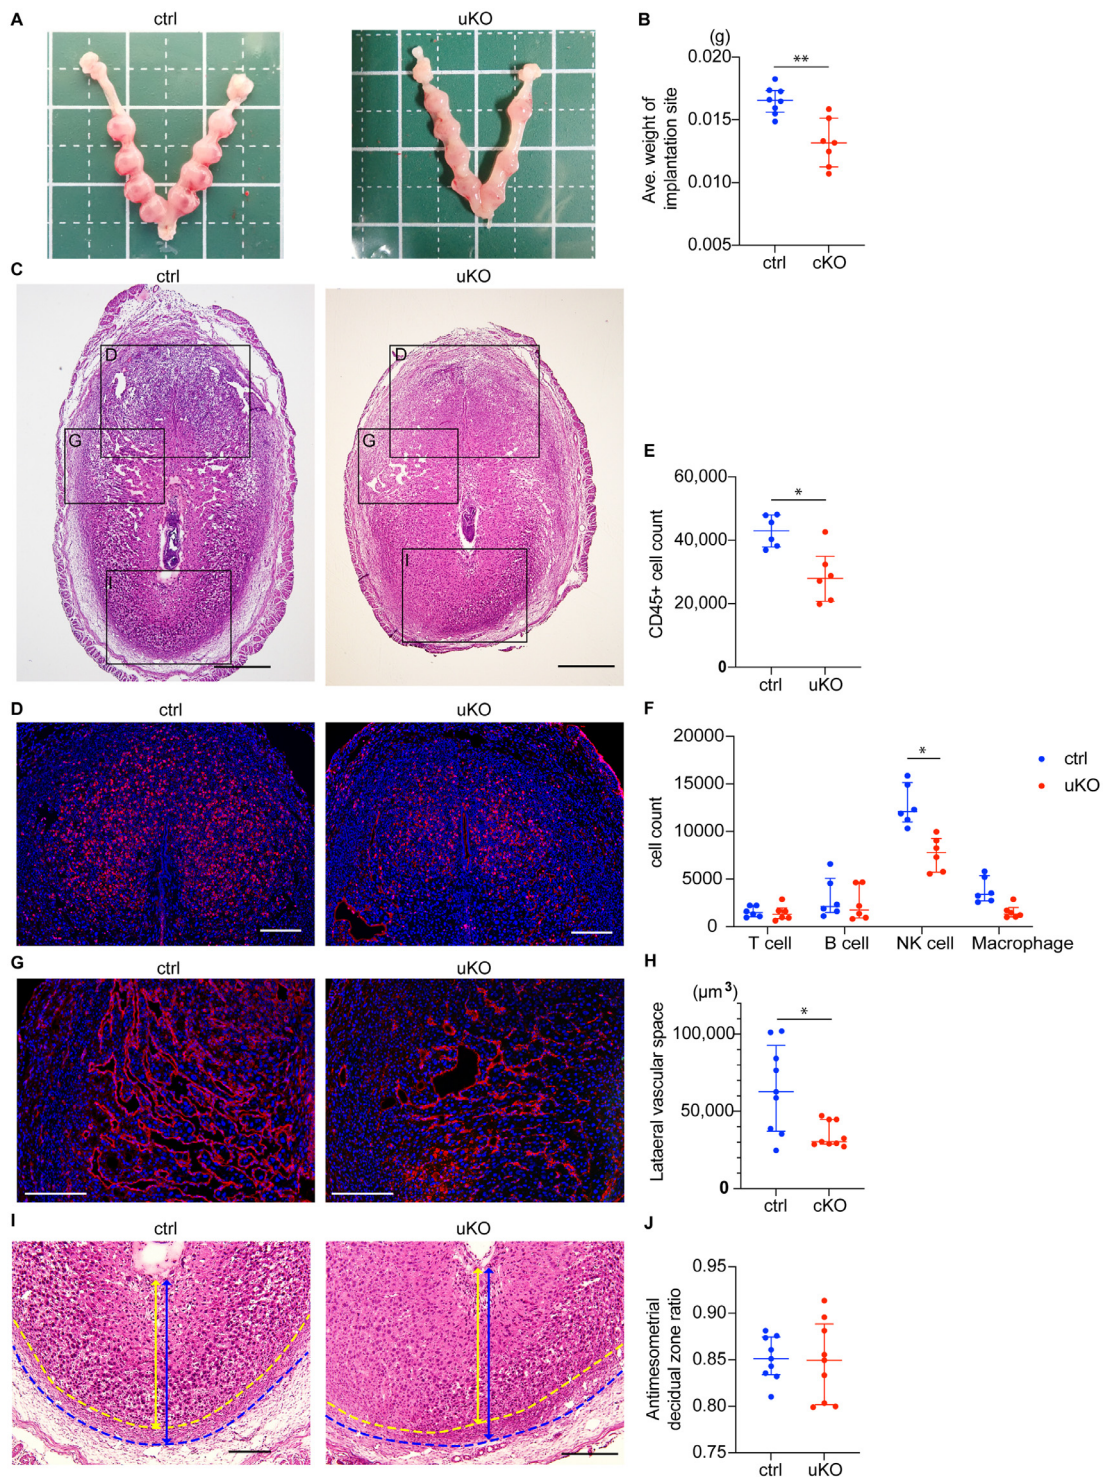 A
ctrl
uKO
B
(g)
0.020
**
0.015
0.010
0.005
Ave. weight of
implantation site
ctrl
cKO
C
ctrl
uKO
D
G
I
D
G
I
E
60,000
*
40,000
20,000
0
CD45+ cell count
ctrl
uKO
D
ctrl
uKO
F
20000
15000
10000
5000
0
cell count
*
ctrl
uKO
T cell
B cell
NK cell
Macrophage
G
ctrl
uKO
H
(µm³)
*
100,000
50,000
0
Lataeral vascular space
ctrl
cKO
I
ctrl
uKO
J
0.95
0.90
0.85
0.80
0.75
Antimesometrial
decidual zone ratio
ctrl
uKO